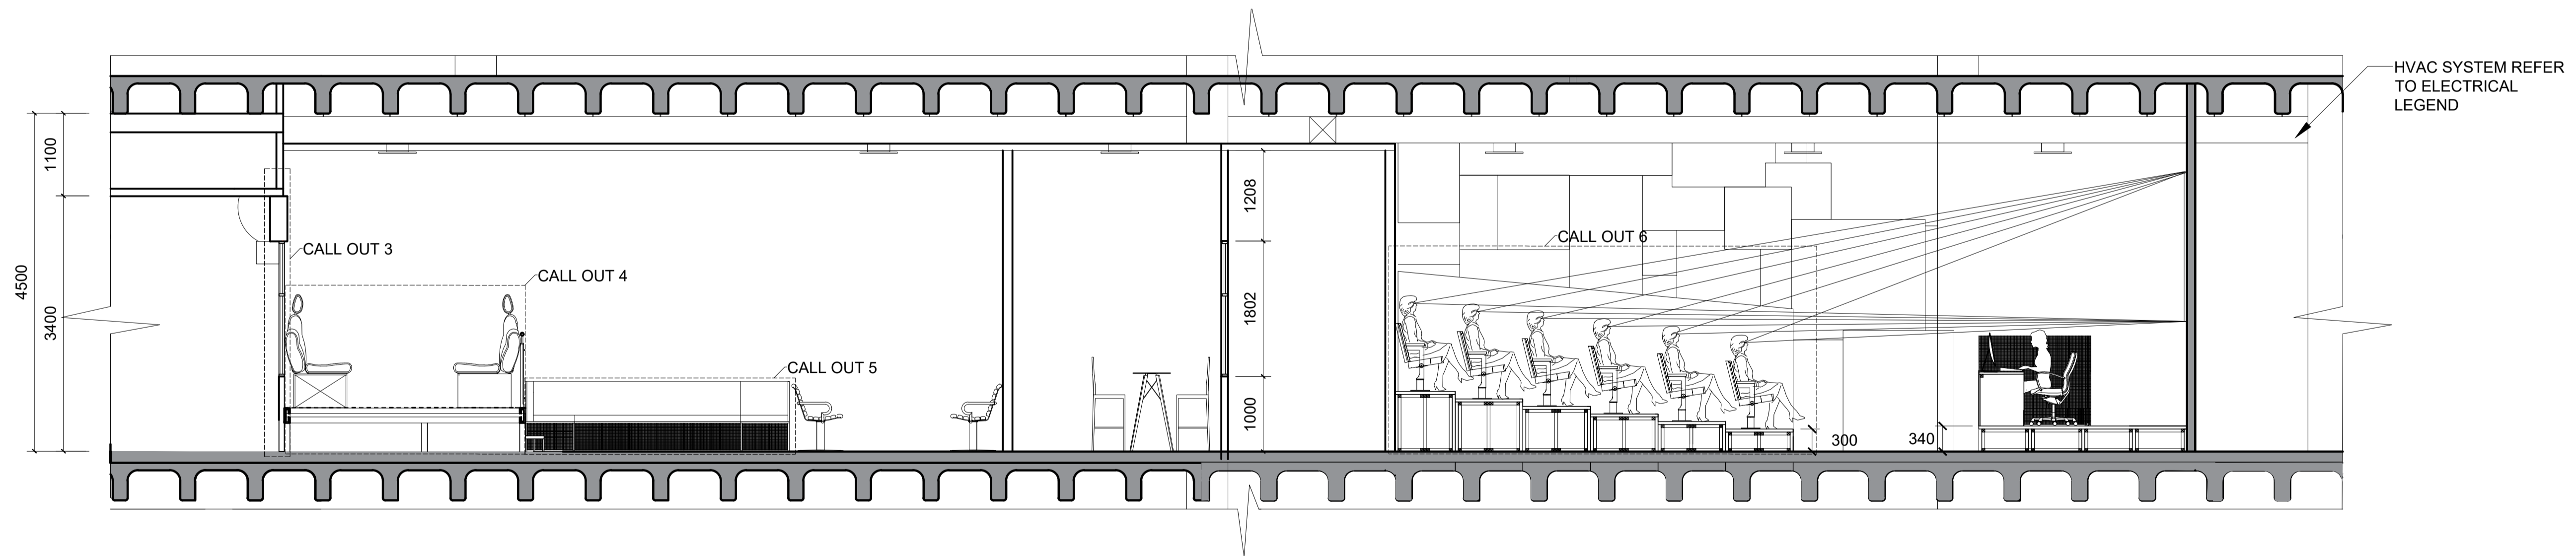 HVAC SYSTEM REFER
TO ELECTRICAL
LEGEND
4500
1100
3400
CALL OUT 3
CALL OUT 4
CALL OUT 5
1208
1802
1000
CALL OUT 6
300
340